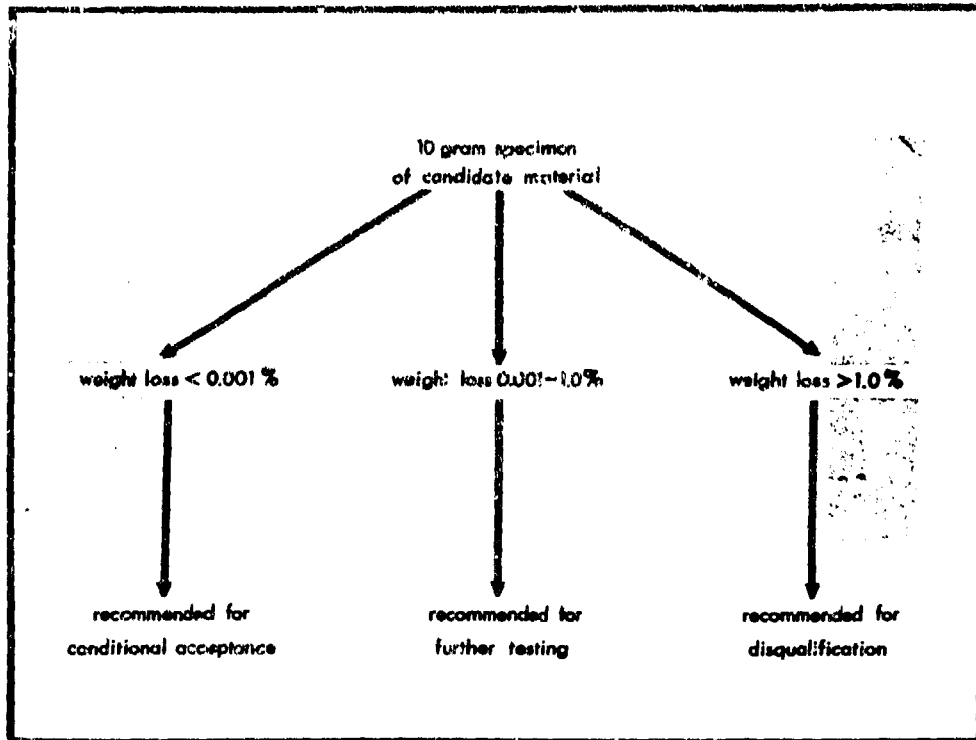 10 gram specimen
of candidate material
weight loss < 0.001 %
weight loss 0.001-1.0%
weight loss >1.0%
recommended for
conditional acceptance
recommended for
further testing
recommended for
disqualification